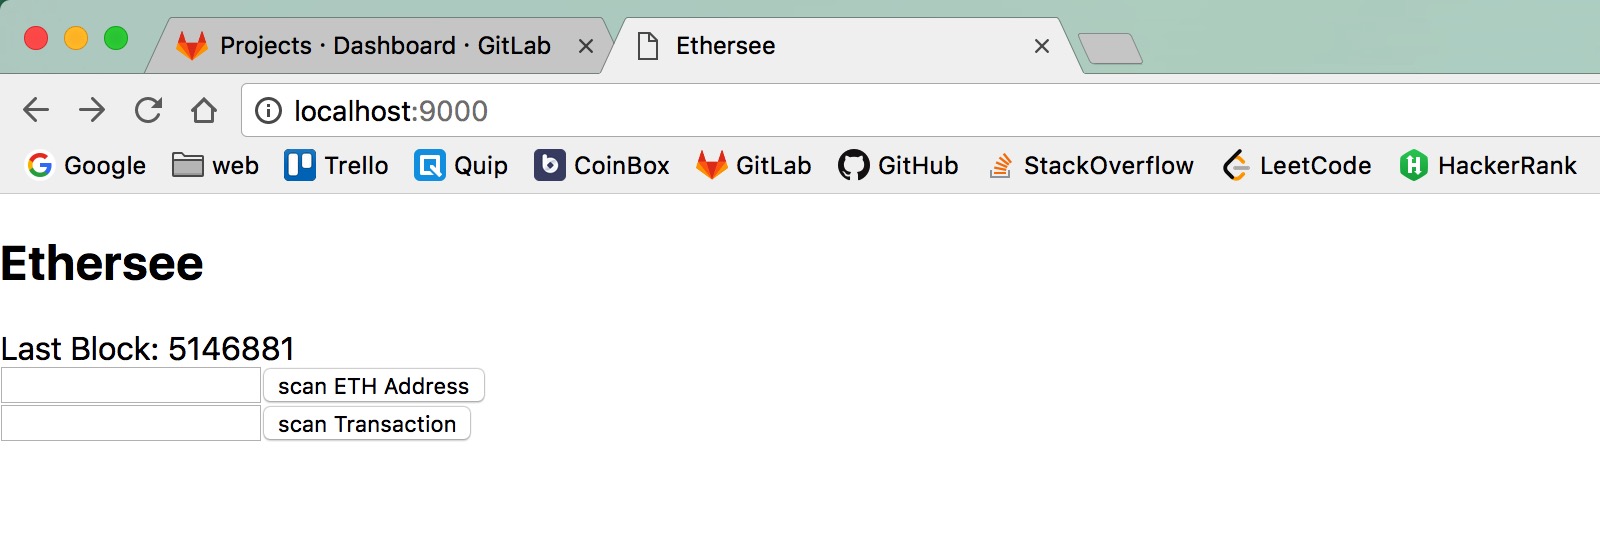 Projects · Dashboard · GitLab
Ethersee
localhost:9000
Google web Trello Quip CoinBox GitLab GitHub StackOverflow LeetCode HackerRank
Ethersee
Last Block: 5146881
scan ETH Address
scan Transaction